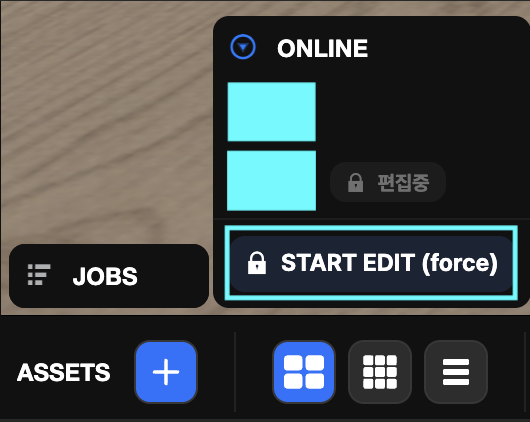 ONLINE
편집중
START EDIT (force)
JOBS
ASSETS